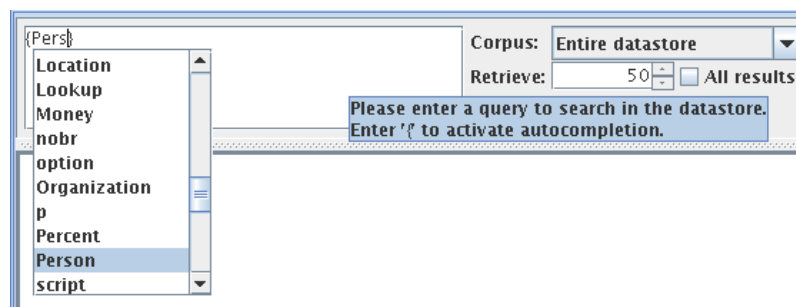 {Pers}
Corpus: Entire datastore
Retrieve: 50 All results
Location
Lookup
Money
nobr
option
Organization
p
Percent
Person
script
Please enter a query to search in the datastore.
Enter '{' to activate autocompletion.